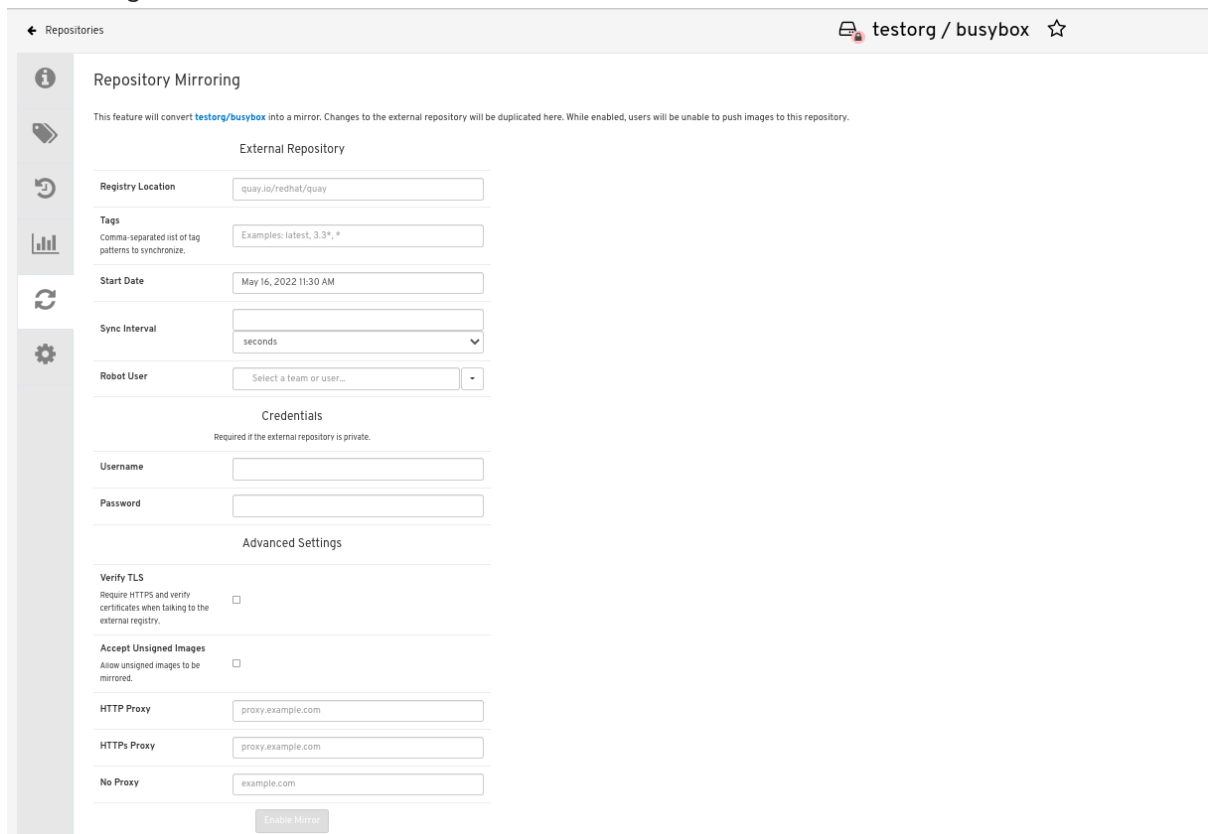 Repositories
testorg / busybox
Repository Mirroring
This feature will convert testorg/busybox into a mirror. Changes to the external repository will be duplicated here. While enabled, users will be unable to push images to this repository.
External Repository
Registry Location
quay.io/redhat/quay
Tags
Comma-separated list of tag
patterns to synchronize.
Examples: latest, 3.3*, *
Start Date
May 16, 2022 11:30 AM
Sync Interval
seconds
Robot User
Select a team or user...
Credentials
Required if the external repository is private.
Username
Password
Advanced Settings
Verify TLS
Require HTTPS and verify
certificates when talking to the
external registry.
Accept Unsigned Images
Allow unsigned images to be
mirrored.
HTTP Proxy
proxy.example.com
HTTPs Proxy
proxy.example.com
No Proxy
example.com
Enable Mirror